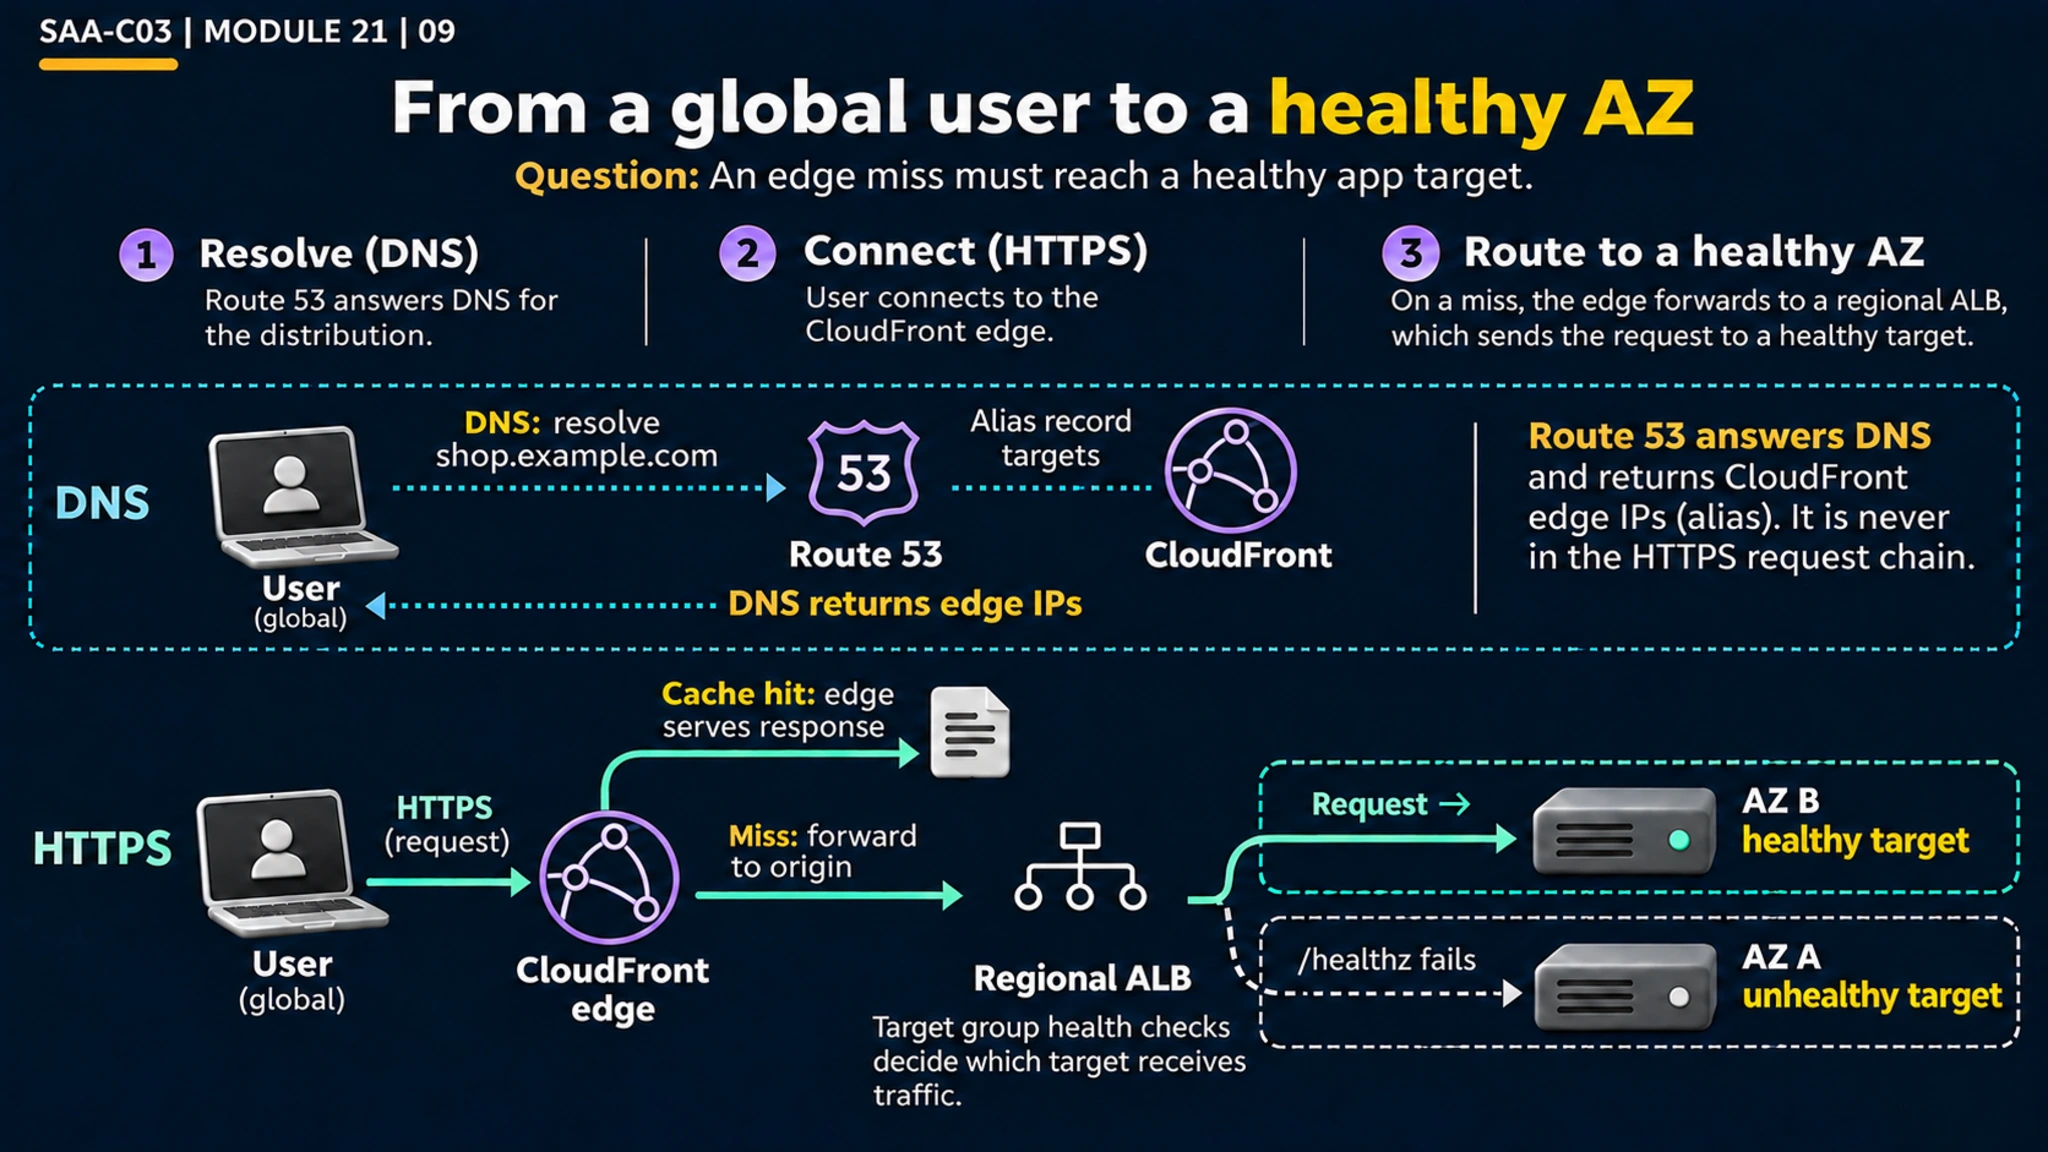 SAA-C03 | MODULE 21 | 09
From a global user to a healthy AZ
Question: An edge miss must reach a healthy app target.
1 Resolve (DNS)
Route 53 answers DNS for
the distribution.
2 Connect (HTTPS)
User connects to the
CloudFront edge.
3 Route to a healthy AZ
On a miss, the edge forwards to a regional ALB,
which sends the request to a healthy target.
DNS
User
(global)
DNS: resolve
shop.example.com
53
Route 53
Alias record
targets
CloudFront
DNS returns edge IPs
Route 53 answers DNS
and returns CloudFront
edge IPs (alias). It is never
in the HTTPS request chain.
HTTPS
User
(global)
HTTPS
(request)
CloudFront
edge
Cache hit: edge
serves response
Miss: forward
to origin
Regional ALB
Target group health checks
decide which target receives
traffic.
Request →
AZ B
healthy target
/healthz fails
AZ A
unhealthy target